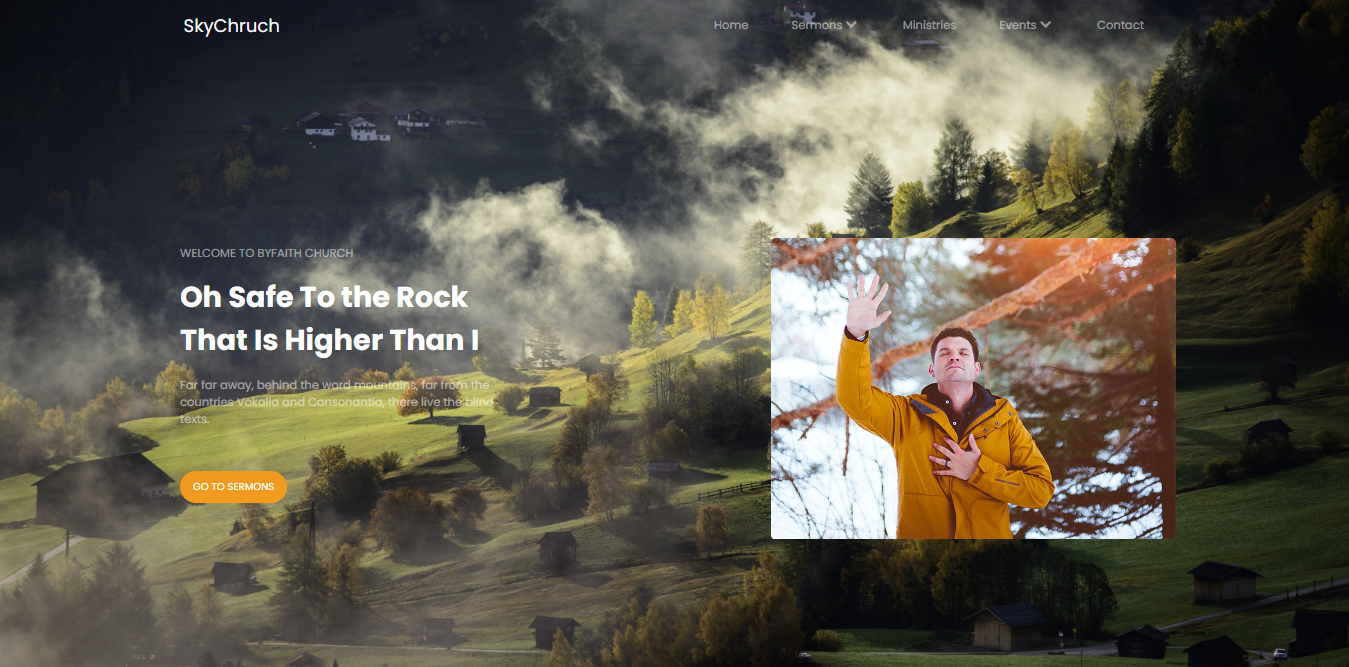 SkyChruch
Home Sermons Ministries Events Contact
WELCOME TO BYFAITH CHURCH
Oh Safe To the Rock
That Is Higher Than I
Far far away, behind the word mountains, far from the
countries Vokalia and Consonantia, there live the blind
texts.
GO TO SERMONS